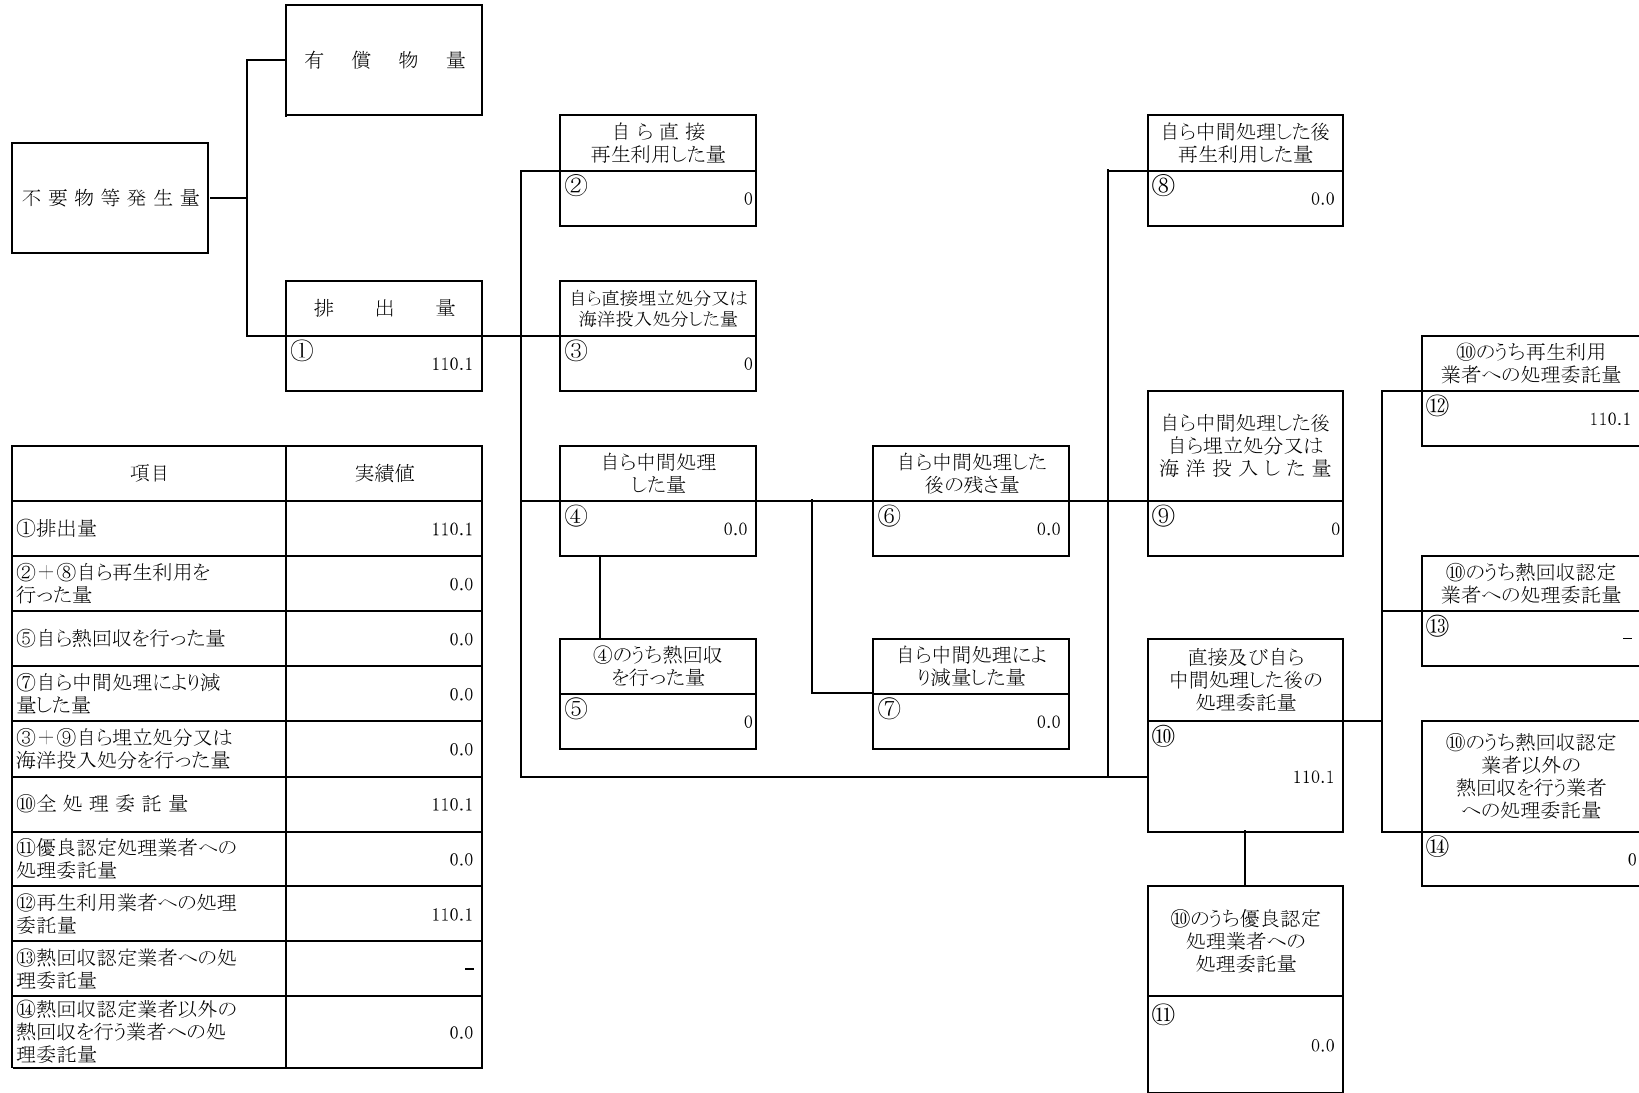 有 償 物 量
不 要 物 等 発 生 量
排 出 量
①
110.1
自 ら 直 接
再生利用した量
②
0
自ら直接埋立処分又は
海洋投入処分した量
③
0
自ら中間処理
した量
④
0.0
④のうち熱回収
を行った量
⑤
0
自ら中間処理した
後の残さ量
⑥
0.0
自ら中間処理によ
り減量した量
⑦
0.0
自ら中間処理した後
再生利用した量
⑧
0.0
自ら中間処理した後
自ら埋立処分又は
海 洋 投 入 し た 量
⑨
0
直接及び自ら
中間処理した後の
処理委託量
⑩
110.1
⑩のうち優良認定
処理業者への
処理委託量
⑪
0.0
⑩のうち再生利用
業者への処理委託量
⑫
110.1
⑩のうち熱回収認定
業者への処理委託量
⑬
–
⑩のうち熱回収認定
業者以外の
熱回収を行う業者
への処理委託量
⑭
0
項目 実績値
①排出量 110.1
②＋⑧自ら再生利用を
行った量 0.0
⑤自ら熱回収を行った量 0.0
⑦自ら中間処理により減
量した量 0.0
③＋⑨自ら埋立処分又は
海洋投入処分を行った量 0.0
⑩全 処 理 委 託 量 110.1
⑪優良認定処理業者への
処理委託量 0.0
⑫再生利用業者への処理
委託量 110.1
⑬熱回収認定業者への処
理委託量 –
⑭熱回収認定業者以外の
熱回収を行う業者への処
理委託量 0.0